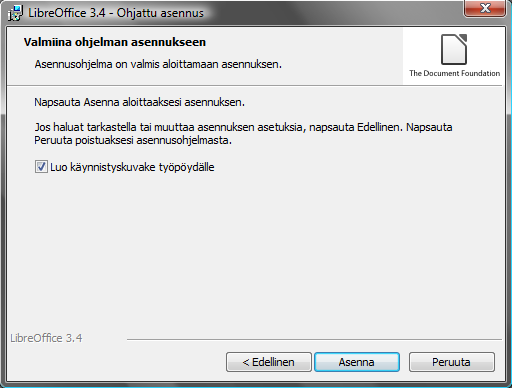 LibreOffice 3.4 - Ohjattu asennus
Valmiina ohjelman asennukseen
Asennusohjelma on valmis aloittamaan asennuksen.
The Document Foundation
Napsauta Asenna aloittaaksesi asennuksen.
Jos haluat tarkastella tai muuttaa asennuksen asetuksia, napsauta Edellinen. Napsauta
Peruuta poistuaksesi asennusohjelmasta.
Luo käynnistyskuvake työpöydälle
LibreOffice 3.4
< Edellinen
Asenna
Peruuta